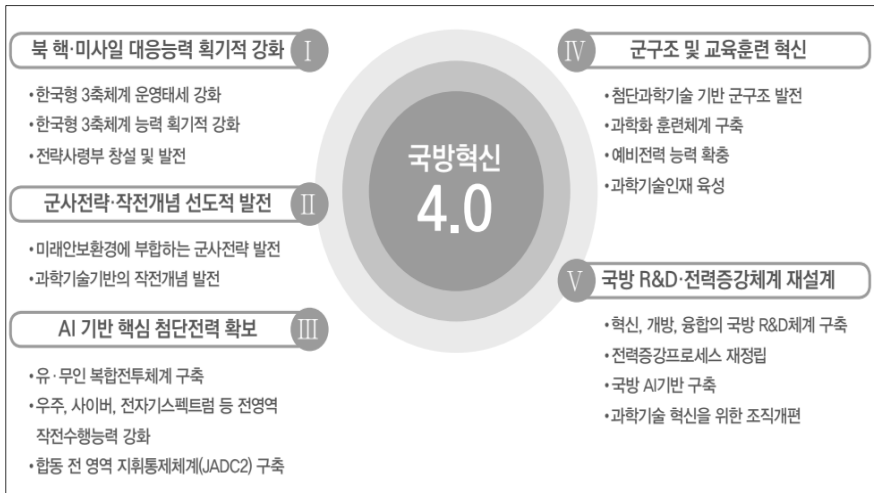 북 핵·미사일 대응능력 획기적 강화 Ⅰ
•한국형 3축체계 운영태세 강화
•한국형 3축체계 능력 획기적 강화
•전략사령부 창설 및 발전
군사전략·작전개념 선도적 발전 Ⅱ
•미래안보환경에 부합하는 군사전략 발전
•과학기술기반의 작전개념 발전
AI 기반 핵심 첨단전력 확보 Ⅲ
•유·무인 복합전투체계 구축
•우주, 사이버, 전자기스펙트럼 등 전영역
작전수행능력 강화
•합동 전 영역 지휘통제체계(JADC2) 구축
국방혁신
4.0
Ⅳ 군구조 및 교육훈련 혁신
•첨단과학기술 기반 군구조 발전
•과학화 훈련체계 구축
•예비전력 능력 확충
•과학기술인재 육성
Ⅴ 국방 R&D·전력증강체계 재설계
•혁신, 개방, 융합의 국방 R&D체계 구축
•전력증강프로세스 재정립
•국방 AI기반 구축
•과학기술 혁신을 위한 조직개편